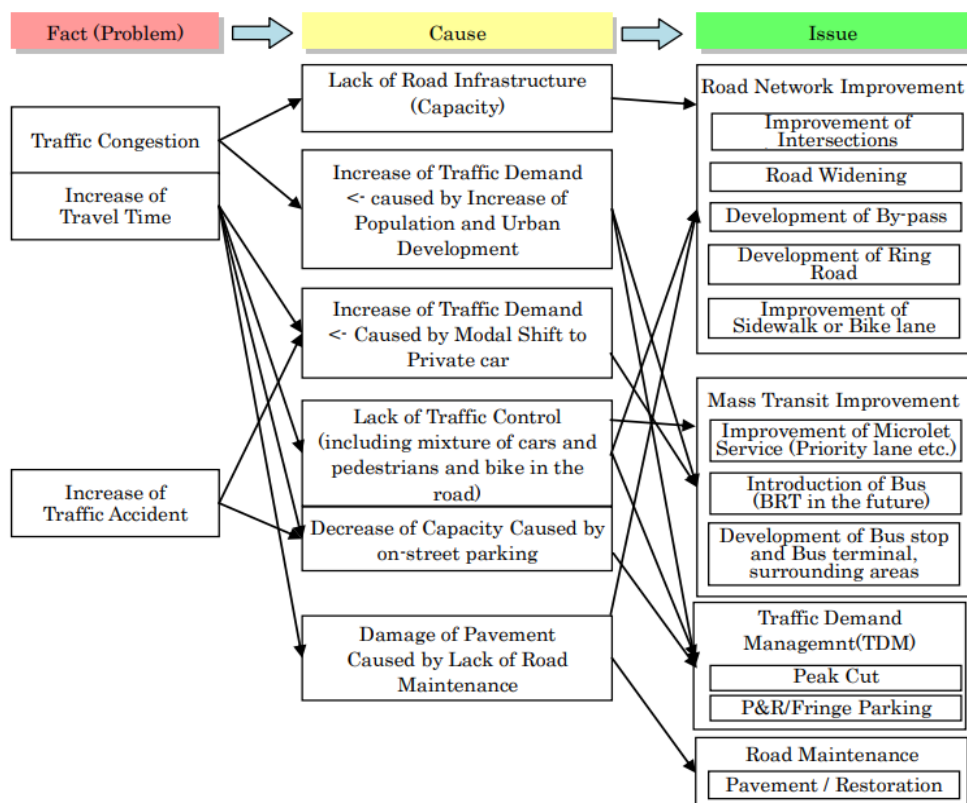 Fact (Problem)
Cause
Issue
Traffic Congestion
Increase of
Travel Time
Increase of
Traffic Accident
Lack of Road Infrastructure
(Capacity)
Increase of Traffic Demand
<- caused by Increase of
Population and Urban
Development
Increase of Traffic Demand
<- Caused by Modal Shift to
Private car
Lack of Traffic Control
(including mixture of cars and
pedestrians and bike in the
road)
Decrease of Capacity Caused by
on-street parking
Damage of Pavement
Caused by Lack of Road
Maintenance
Road Network Improvement
Improvement of
Intersections
Road Widening
Development of By-pass
Development of Ring
Road
Improvement of
Sidewalk or Bike lane
Mass Transit Improvement
Improvement of Microlet
Service (Priority lane etc.)
Introduction of Bus
(BRT in the future)
Development of Bus stop
and Bus terminal,
surrounding areas
Traffic Demand
Managemnt(TDM)
Peak Cut
P&R/Fringe Parking
Road Maintenance
Pavement / Restoration